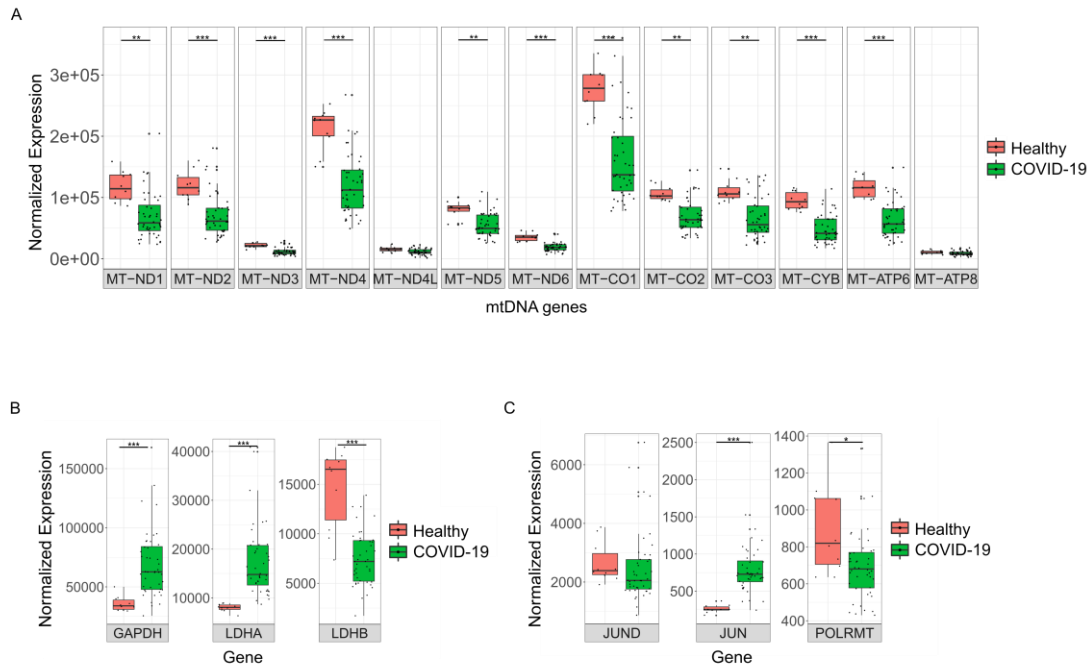 A
** *** *** *** ** *** *** ** ** *** ***
Normalized Expression
3e+05
2e+05
1e+05
0e+00
MT−ND1 MT−ND2 MT−ND3 MT−ND4 MT−ND4L MT−ND5 MT−ND6 MT−CO1 MT−CO2 MT−CO3 MT−CYB MT−ATP6 MT−ATP8
mtDNA genes
Healthy
COVID-19
B
Normalized Expression
***
150000
100000
50000
GAPDH
***
40000
30000
20000
10000
LDHA
***
15000
10000
5000
LDHB
Gene
Healthy
COVID-19
C
Normalized Expression
6000
4000
2000
JUND
***
2500
2000
1500
1000
500
JUN
*
1400
1200
1000
800
600
400
POLRMT
Gene
Healthy
COVID-19